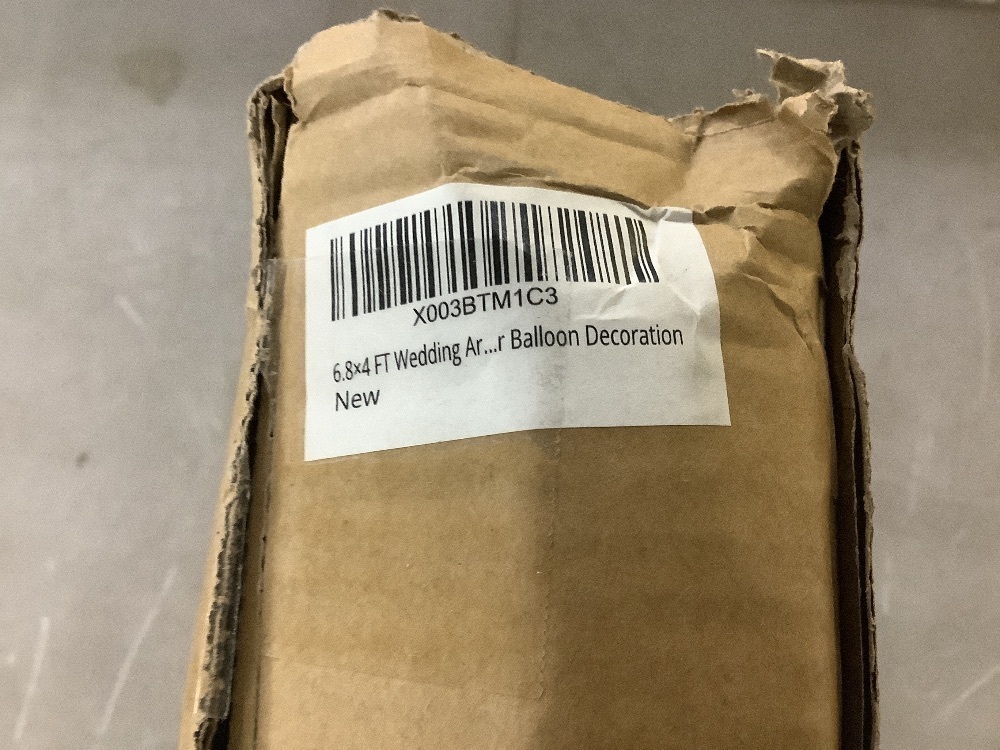 X003BTM1C3
6.8×4 FT Wedding Ar...r Balloon Decoration
New